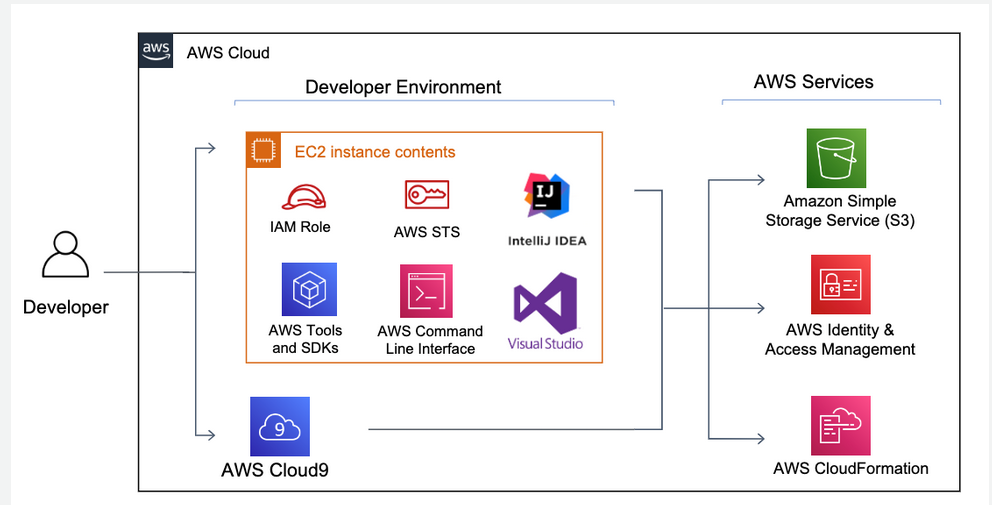 aws
AWS Cloud
Developer Environment
AWS Services
EC2 instance contents
IAM Role
AWS STS
IJ
IntelliJ IDEA
AWS Tools
and SDKs
AWS Command
Line Interface
Visual Studio
Developer
9
AWS Cloud9
Amazon Simple
Storage Service (S3)
AWS Identity &
Access Management
AWS CloudFormation